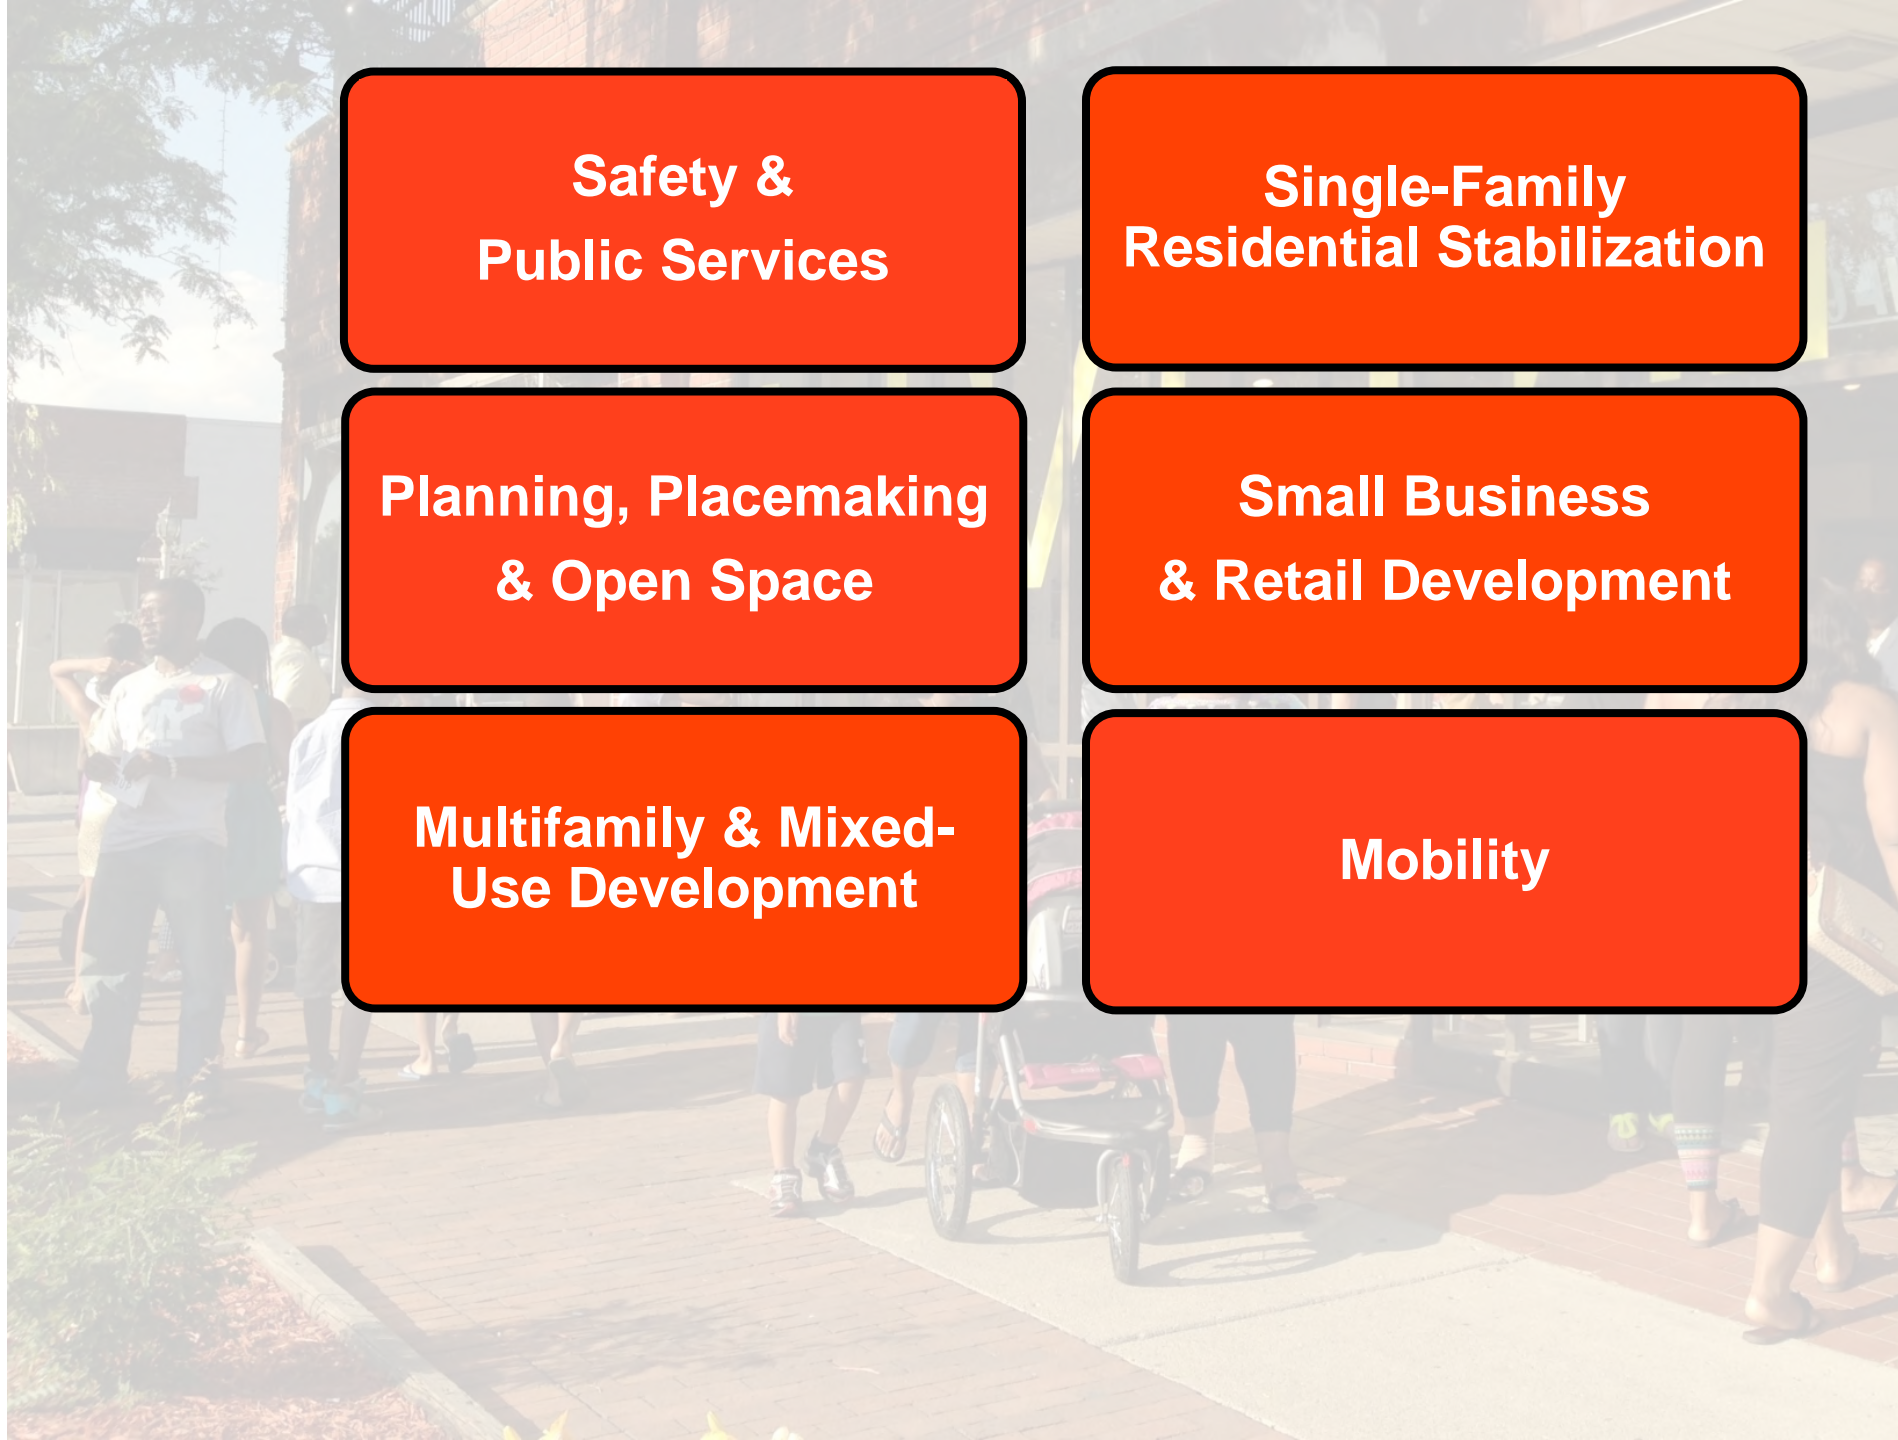 Safety &
Public Services
Single-Family
Residential Stabilization
Planning, Placemaking
& Open Space
Small Business
& Retail Development
Multifamily & Mixed-
Use Development
Mobility